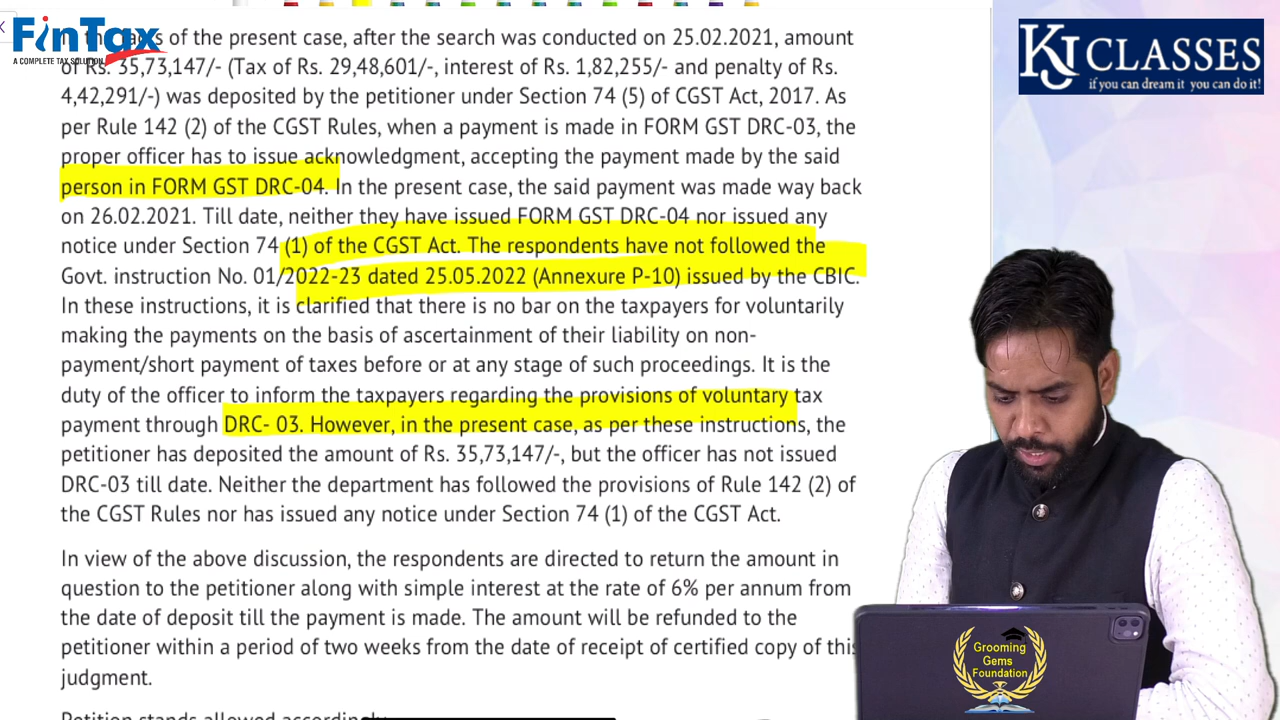 FinTax
A COMPLETE TAX SOLUTION
KJ CLASSES
if you can dream it you can do it!
of the present case, after the search was conducted on 25.02.2021, amount
of Rs. 35,73,147/- (Tax of Rs. 29,48,601/-, interest of Rs. 1,82,255/- and penalty of Rs.
4,42,291/-) was deposited by the petitioner under Section 74 (5) of CGST Act, 2017. As
per Rule 142 (2) of the CGST Rules, when a payment is made in FORM GST DRC-03, the
proper officer has to issue acknowledgment, accepting the payment made by the said
person in FORM GST DRC-04. In the present case, the said payment was made way back
on 26.02.2021. Till date, neither they have issued FORM GST DRC-04 nor issued any
notice under Section 74 (1) of the CGST Act. The respondents have not followed the
Govt. instruction No. 01/2022-23 dated 25.05.2022 (Annexure P-10) issued by the CBIC.
In these instructions, it is clarified that there is no bar on the taxpayers for voluntarily
making the payments on the basis of ascertainment of their liability on non-
payment/short payment of taxes before or at any stage of such proceedings. It is the
duty of the officer to inform the taxpayers regarding the provisions of voluntary tax
payment through DRC- 03. However, in the present case, as per these instructions, the
petitioner has deposited the amount of Rs. 35,73,147/-, but the officer has not issued
DRC-03 till date. Neither the department has followed the provisions of Rule 142 (2) of
the CGST Rules nor has issued any notice under Section 74 (1) of the CGST Act.
In view of the above discussion, the respondents are directed to return the amount in
question to the petitioner along with simple interest at the rate of 6% per annum from
the date of deposit till the payment is made. The amount will be refunded to the
petitioner within a period of two weeks from the date of receipt of certified copy of this
judgment.
Petition stands allowed accordingly
Grooming
Gems
Foundation